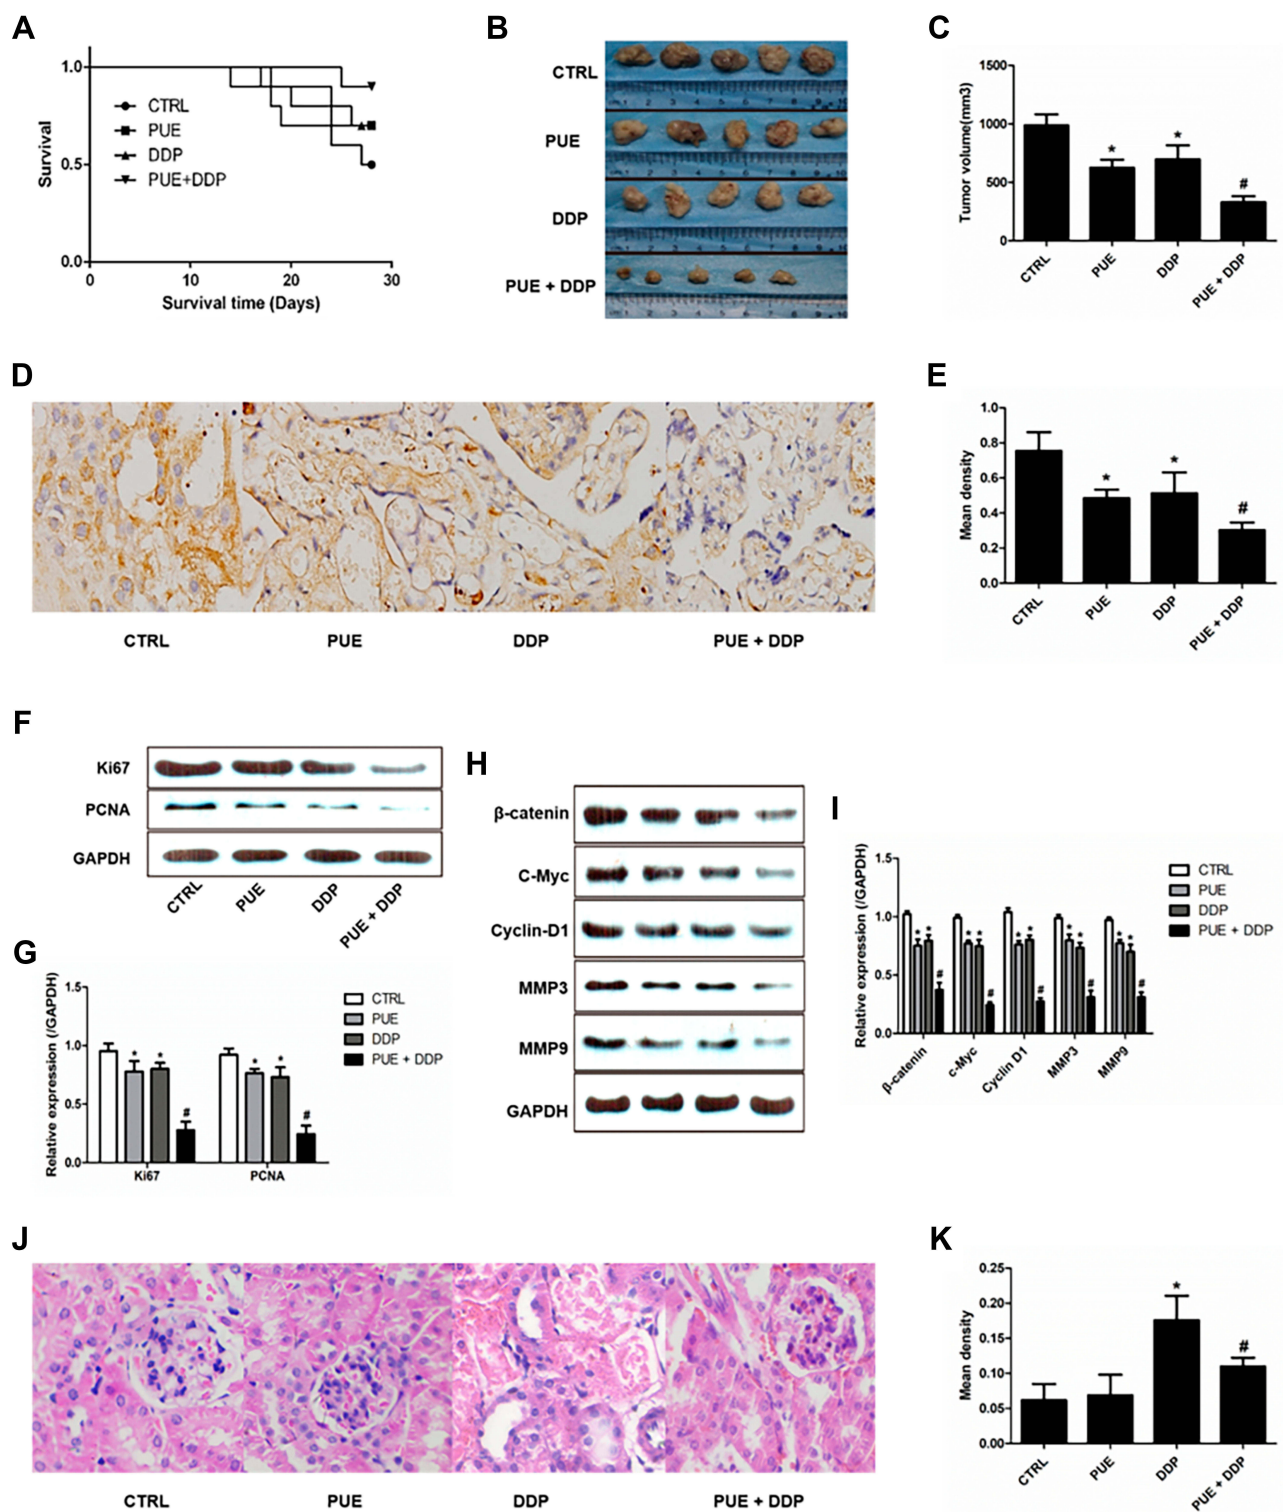 A
1.0
0.5
0.0
0
10
20
30
Survival
Survival time (Days)
CTRL
PUE
DDP
PUE+DDP
B
CTRL
PUE
DDP
PUE + DDP
C
1500
1000
500
0
Tumor volume(mm3)
*
*
#
CTRL
PUE
DDP
PUE + DDP
D
CTRL
PUE
DDP
PUE + DDP
E
1.0
0.8
0.6
0.4
0.2
0.0
Mean density
*
*
#
CTRL
PUE
DDP
PUE + DDP
F
Ki67
PCNA
GAPDH
CTRL
PUE
DDP
PUE + DDP
G
1.5
1.0
0.5
0.0
Relative expression (/GAPDH)
* * #
* * #
Ki67
PCNA
CTRL
PUE
DDP
PUE + DDP
H
β-catenin
C-Myc
Cyclin-D1
MMP3
MMP9
GAPDH
I
1.5
1.0
0.5
0.0
Relative expression (/GAPDH)
* * #
* * #
* * #
* * #
* * #
β-catenin
c-Myc
Cyclin D1
MMP3
MMP9
CTRL
PUE
DDP
PUE + DDP
J
CTRL
PUE
DDP
PUE + DDP
K
0.25
0.20
0.15
0.10
0.05
0.00
Mean density
*
#
CTRL
PUE
DDP
PUE + DDP